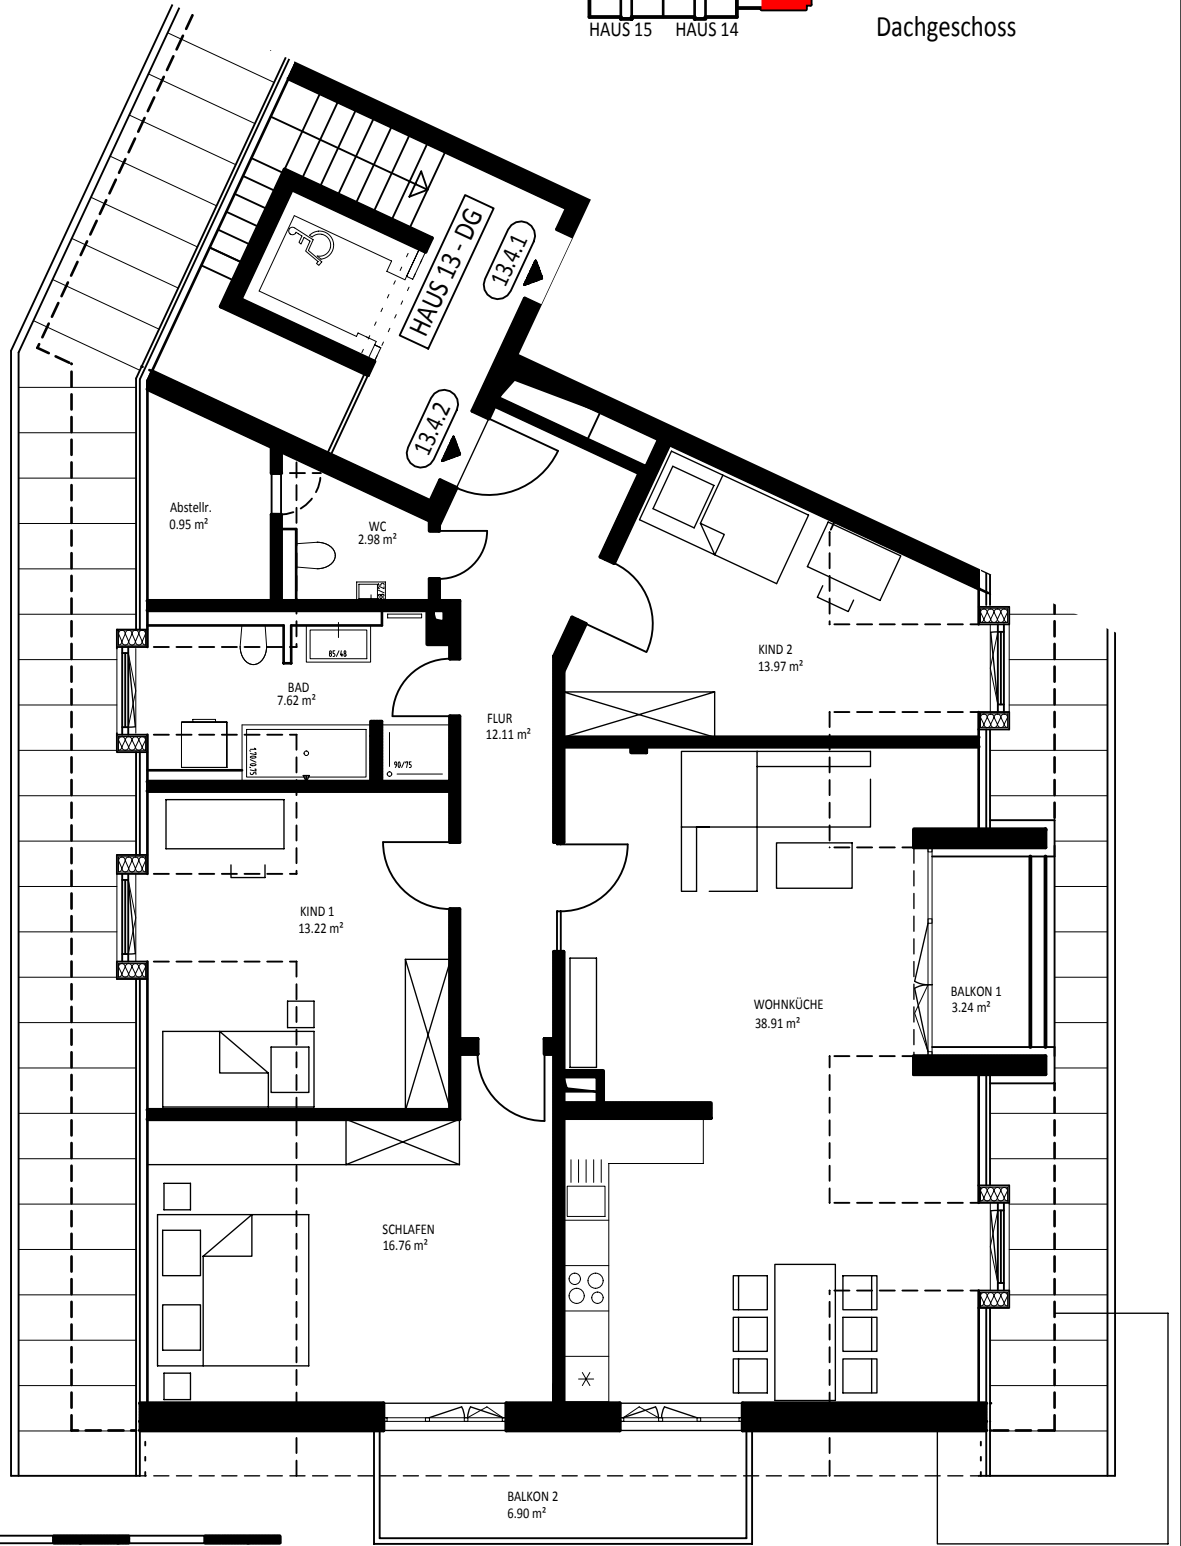 HAUS 15
HAUS 14
Dachgeschoss
HAUS 13 - DG
13.4.1
13.4.2
Abstellr.
0.95 m²
WC
2.98 m²
KIND 2
13.97 m²
85/48
BAD
7.62 m²
FLUR
12.11 m²
170/0.75
90/75
KIND 1
13.22 m²
WOHNKÜCHE
38.91 m²
BALKON 1
3.24 m²
SCHLAFEN
16.76 m²
BALKON 2
6.90 m²